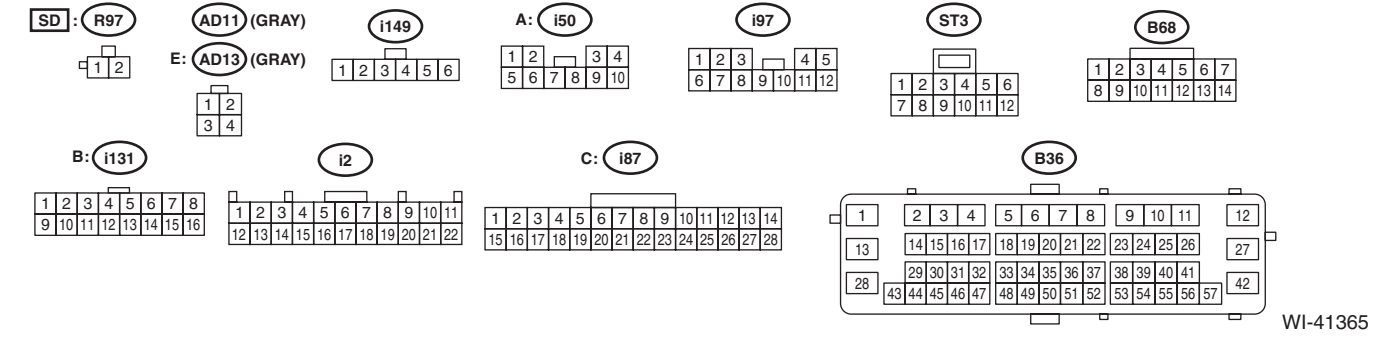 SD : R97
1 2
AD11 (GRAY)
E: AD13 (GRAY)
1 2
3 4
i149
1 2 3 4 5 6
A: i50
1 2 3 4
5 6 7 8 9 10
i97
1 2 3 4 5
6 7 8 9 10 11 12
ST3
1 2 3 4 5 6
7 8 9 10 11 12
B68
1 2 3 4 5 6 7
8 9 10 11 12 13 14
B: i131
1 2 3 4 5 6 7 8
9 10 11 12 13 14 15 16
i2
1 2 3 4 5 6 7 8 9 10 11
12 13 14 15 16 17 18 19 20 21 22
C: i87
1 2 3 4 5 6 7 8 9 10 11 12 13 14
15 16 17 18 19 20 21 22 23 24 25 26 27 28
B36
1 2 3 4 5 6 7 8 9 10 11 12
13 14 15 16 17 18 19 20 21 22 23 24 25 26 27
28 29 30 31 32 33 34 35 36 37 38 39 40 41 42
43 44 45 46 47 48 49 50 51 52 53 54 55 56 57
WI-41365